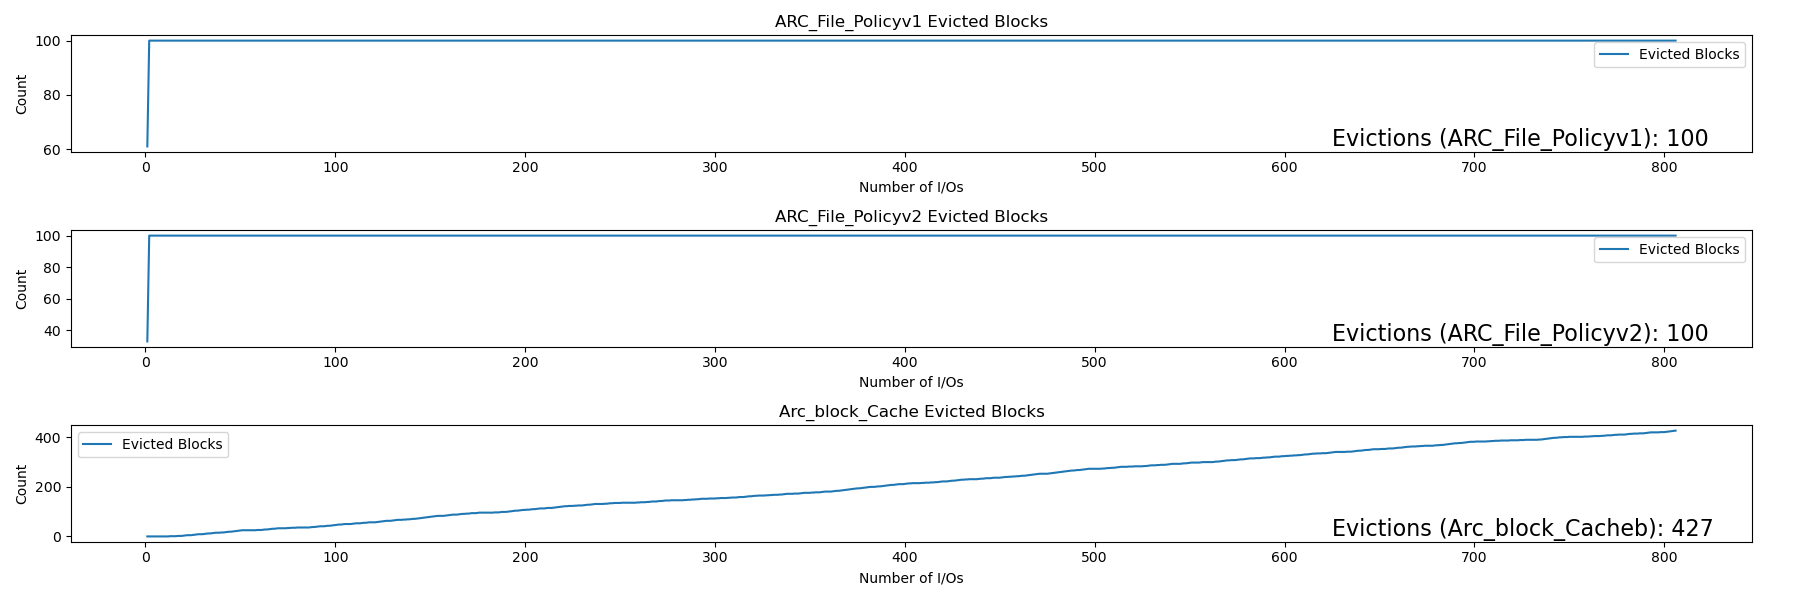 ARC_File_Policyv1 Evicted Blocks
100
80
60
Count
Evicted Blocks
Evictions (ARC_File_Policyv1): 100
0 100 200 300 400 500 600 700 800
Number of I/Os
ARC_File_Policyv2 Evicted Blocks
100
80
60
40
Count
Evicted Blocks
Evictions (ARC_File_Policyv2): 100
0 100 200 300 400 500 600 700 800
Number of I/Os
Arc_block_Cache Evicted Blocks
400
200
0
Count
Evicted Blocks
Evictions (Arc_block_Cacheb): 427
0 100 200 300 400 500 600 700 800
Number of I/Os